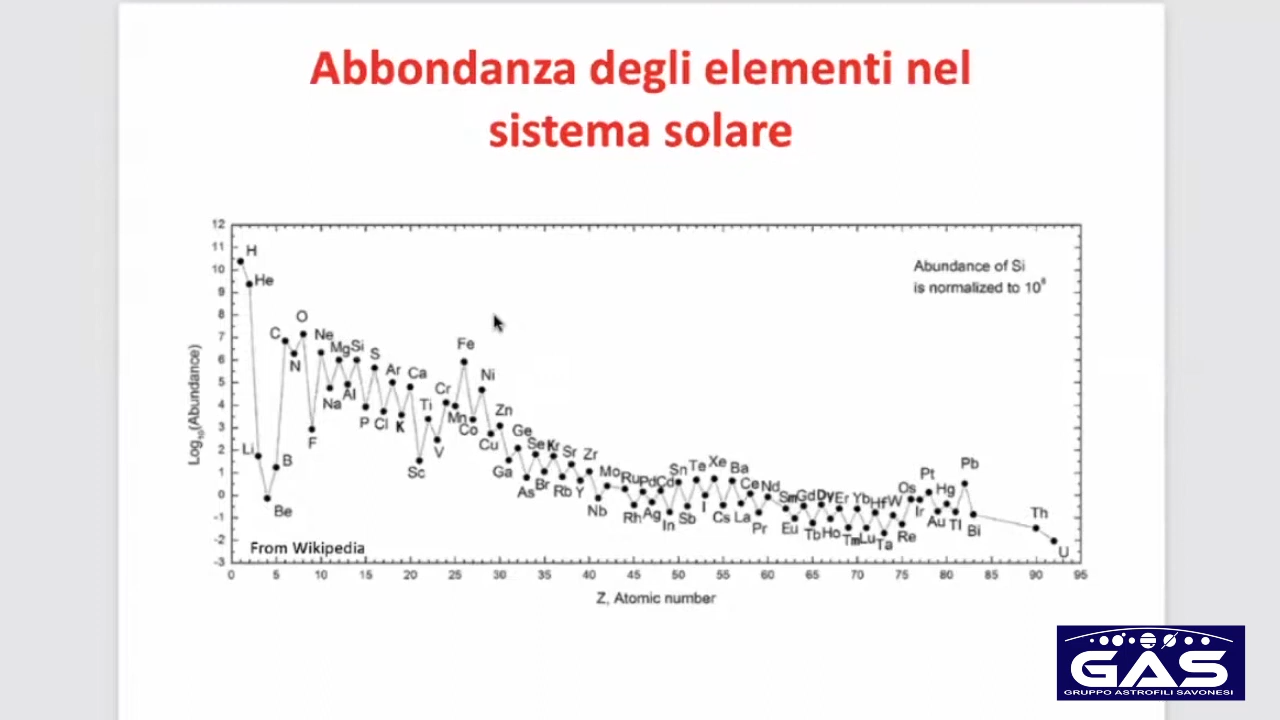 Abbondanza degli elementi nel
sistema solare
Abundance of Si
is normalized to 10⁶
Log₁₀(Abundance)
12
11
10
9
8
7
6
5
4
3
2
1
0
-1
-2
-3
H
He
Li
Be
B
C
N
O
F
Ne
Na
Mg
Al
Si
P
S
Cl
Ar
K
Ca
Sc
Ti
V
Cr
Mn
Fe
Co
Ni
Cu
Zn
Ga
Ge
As
Se
Br
Kr
Rb
Sr
Y
Zr
Nb
Mo
Ru
Rh
Pd
Ag
Cd
In
Sn
Sb
Te
I
Xe
Cs
Ba
La
Ce
Pr
Nd
Sm
Eu
Gd
Tb
Dy
Ho
Er
Tm
Yb
Lu
Hf
Ta
W
Re
Os
Ir
Pt
Au
Hg
Tl
Pb
Bi
Th
U
From Wikipedia
0 5 10 15 20 25 30 35 40 45 50 55 60 65 70 75 80 85 90 95
Z, Atomic number
GAS
GRUPPO ASTROFILI SAVONESI